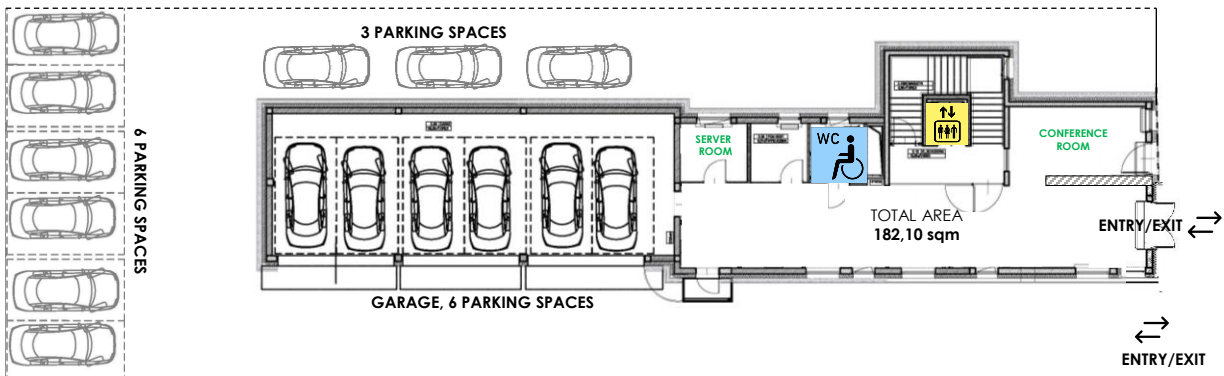 3 PARKING SPACES
6 PARKING SPACES
SERVER
ROOM
WC
CONFERENCE
ROOM
TOTAL AREA
182,10 sqm
ENTRY/EXIT
GARAGE, 6 PARKING SPACES
ENTRY/EXIT